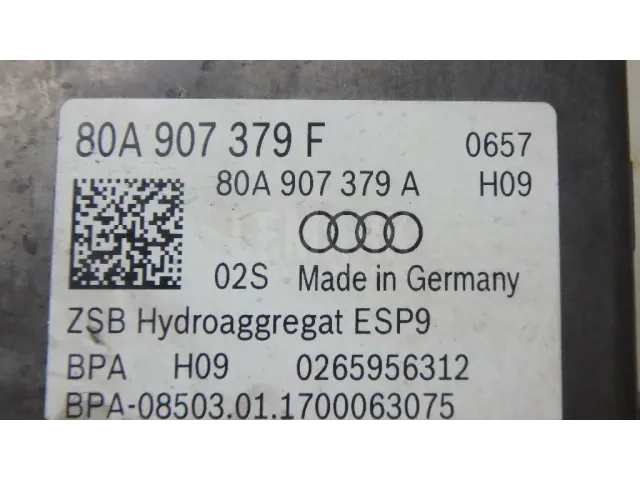 80A 907 379 F 0657
80A 907 379 A H09
02S Made in Germany
ZSB Hydroaggregat ESP9
BPA H09 0265956312
BPA-08503.01.1700063075